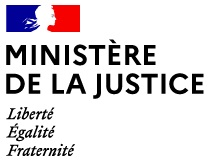 MINISTÈRE
DE LA JUSTICE
Liberté
Égalité
Fraternité